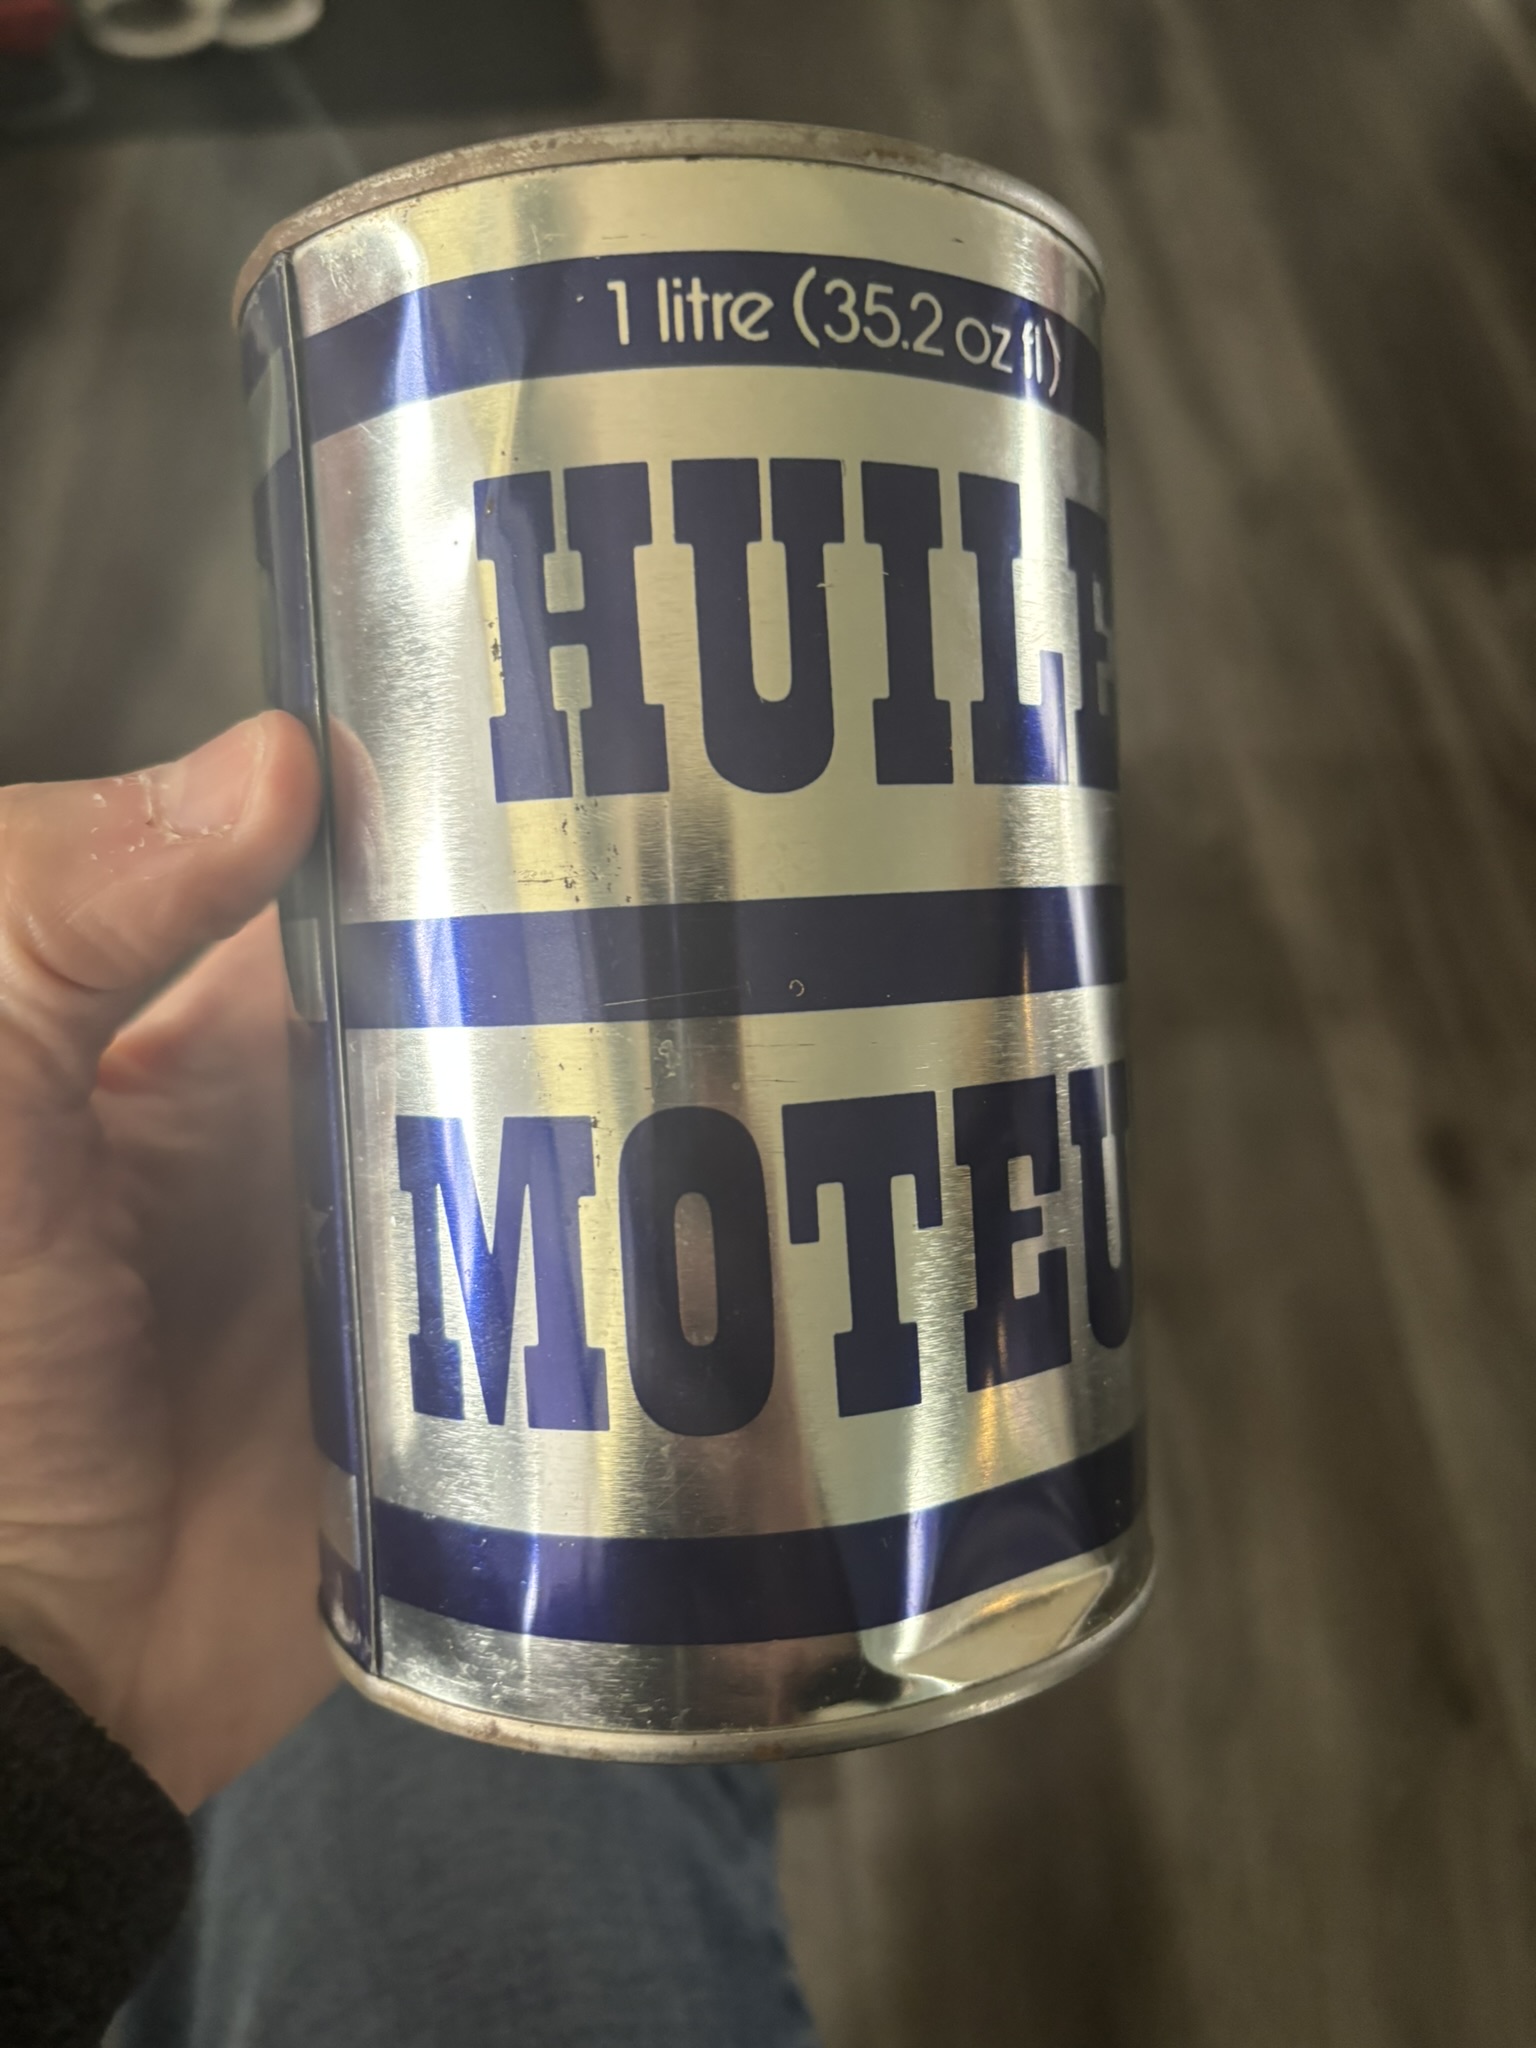 1 litre (35.2 oz fl)
HUILE
MOTEU